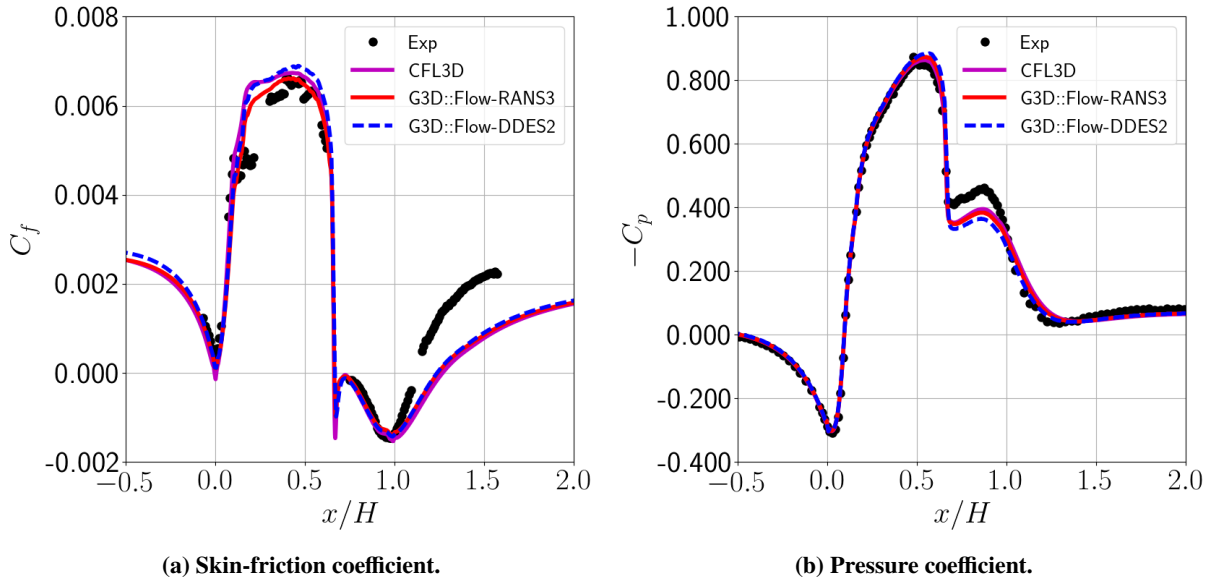 0.008
0.006
0.004
0.002
0.000
-0.002
C_f
−0.5
0.0
0.5
1.0
1.5
2.0
x/H
Exp
CFL3D
G3D::Flow-RANS3
G3D::Flow-DDES2
(a) Skin-friction coefficient.
1.000
0.800
0.600
0.400
0.200
0.000
-0.200
-0.400
−C_p
−0.5
0.0
0.5
1.0
1.5
2.0
x/H
Exp
CFL3D
G3D::Flow-RANS3
G3D::Flow-DDES2
(b) Pressure coefficient.